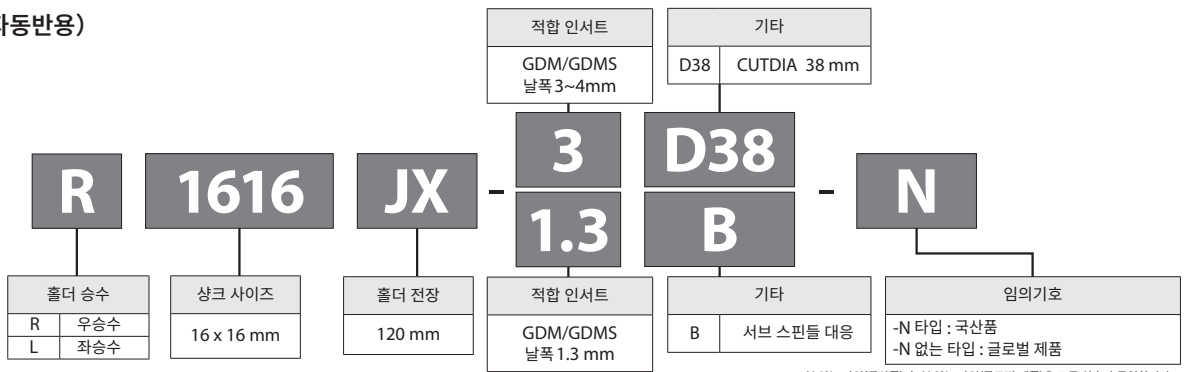 동반용)
적합 인서트
기타
GDM/GDMS
날폭 3~4mm
D38 CUTDIA 38 mm
R 1616 JX - 3 D38 - N
1.3 B
홀더 승수
샹크 사이즈
홀더 전장
적합 인서트
기타
임의기호
R 우승수
L 좌승수
16 x 16 mm
120 mm
GDM/GDMS
날폭 1.3 mm
B 서브 스핀들 대응
-N 타입 : 국산품
-N 없는 타입 : 글로벌 제품